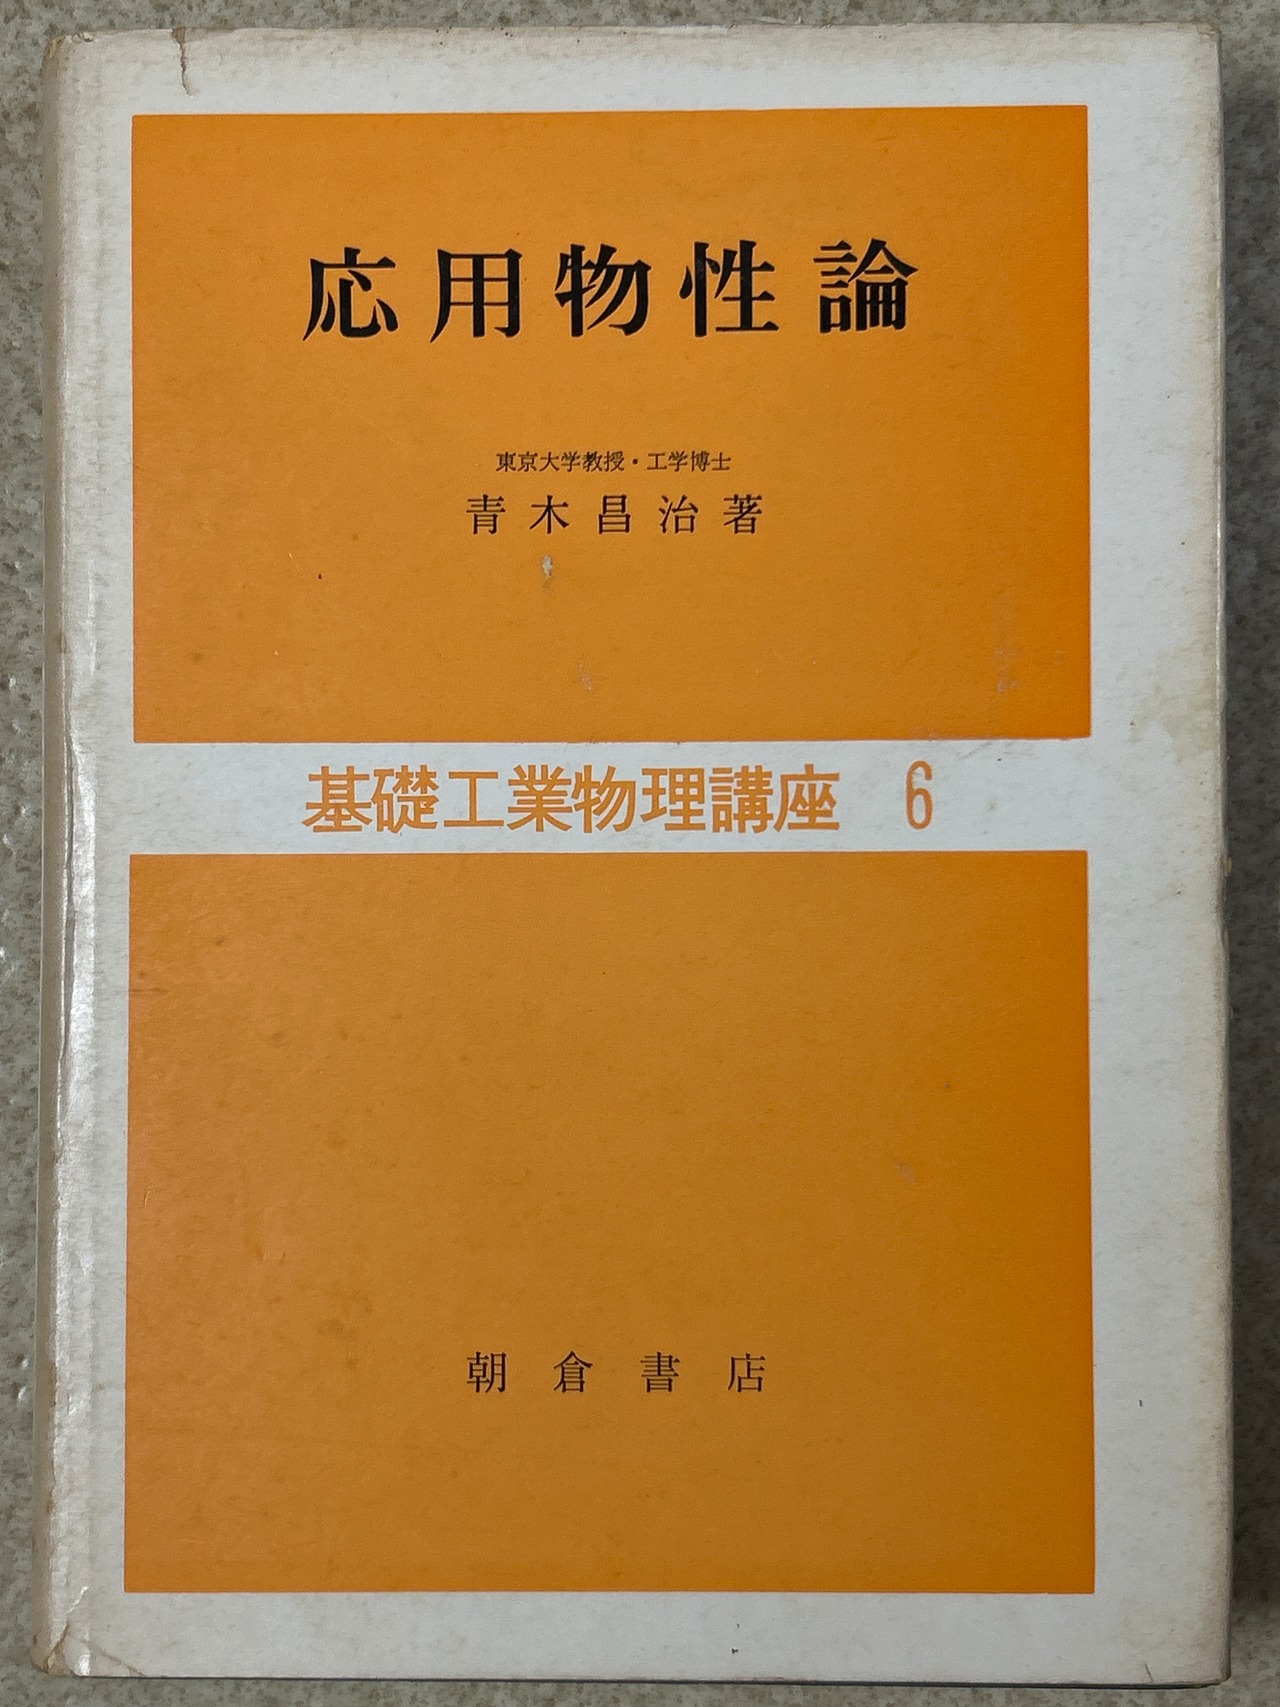 応用物性論
東京大学教授・工学博士
青木昌治著
基礎工業物理講座 6
朝倉書店